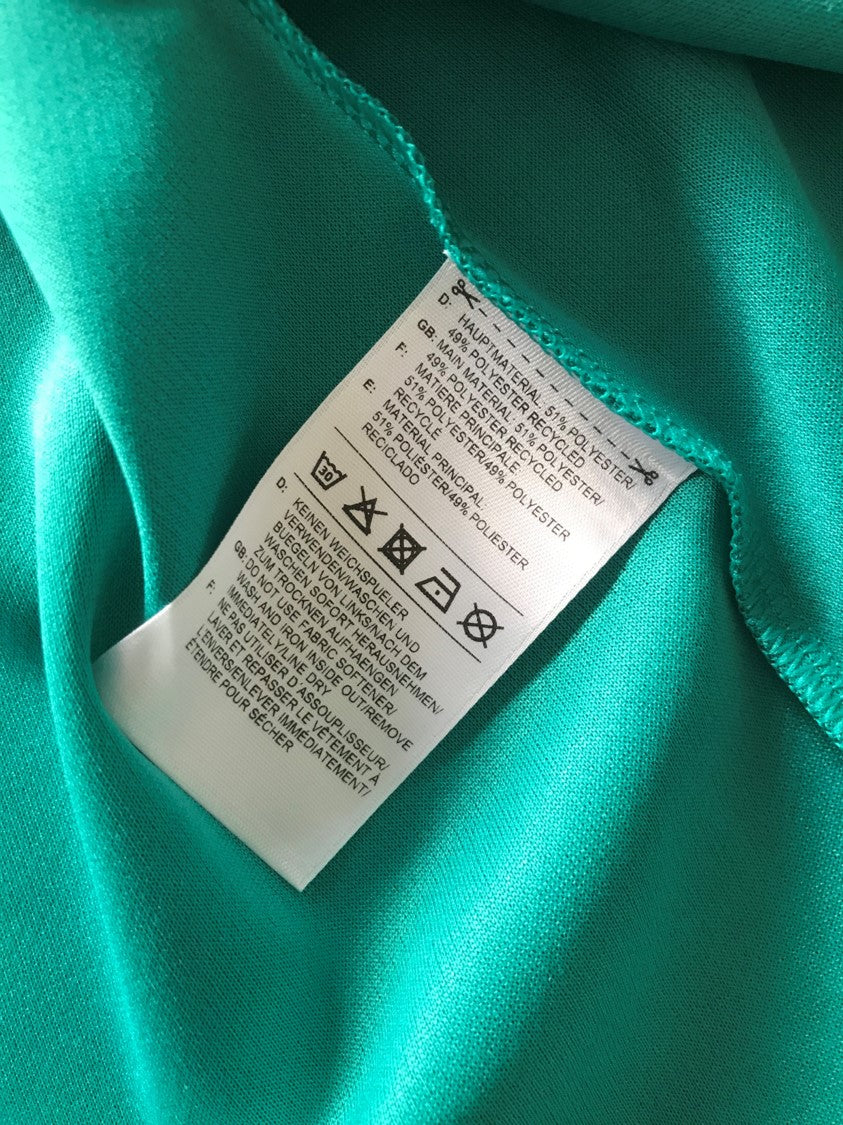 D: HAUPTMATERIAL 51% POLYESTER/
49% POLYESTER RECYCLED
GB: MAIN MATERIAL 51% POLYESTER/
49% POLYESTER RECYCLED
F: MATIÈRE PRINCIPALE
51% POLYESTER/49% POLYESTER
RECYCLÉ
E: MATERIAL PRINCIPAL
51% POLIÉSTER/49% POLIESTER
RECICLADO
30
D: KEINEN WEICHSPUELER
VERWENDEN/WASCHEN UND
BUEGELN VON LINKS/NACH DEM
WASCHEN SOFORT HERAUSNEHMEN/
ZUM TROCKNEN AUFHAENGEN
GB: DO NOT USE FABRIC SOFTENER/
WASH AND IRON INSIDE OUT/REMOVE
IMMEDIATELY/LINE DRY
F: NE PAS UTILISER D ASSOUPLISSEUR/
LAVER ET REPASSER LE VÊTEMENT À
L'ENVERS/ENLEVER IMMÉDIATEMENT/
ÉTENDRE POUR SÉCHER